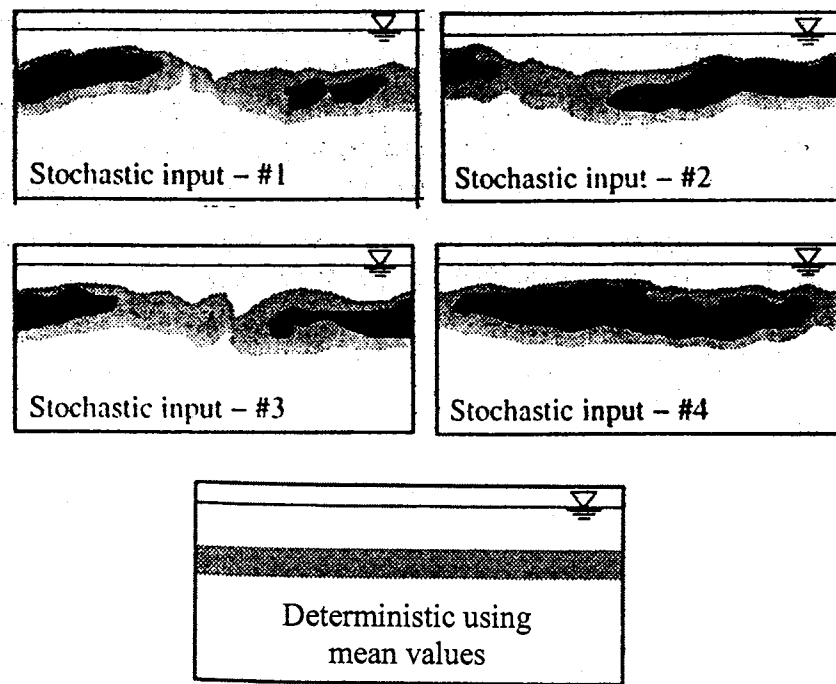 Stochastic input – #1
Stochastic input – #2
Stochastic input – #3
Stochastic input – #4
Deterministic using
mean values